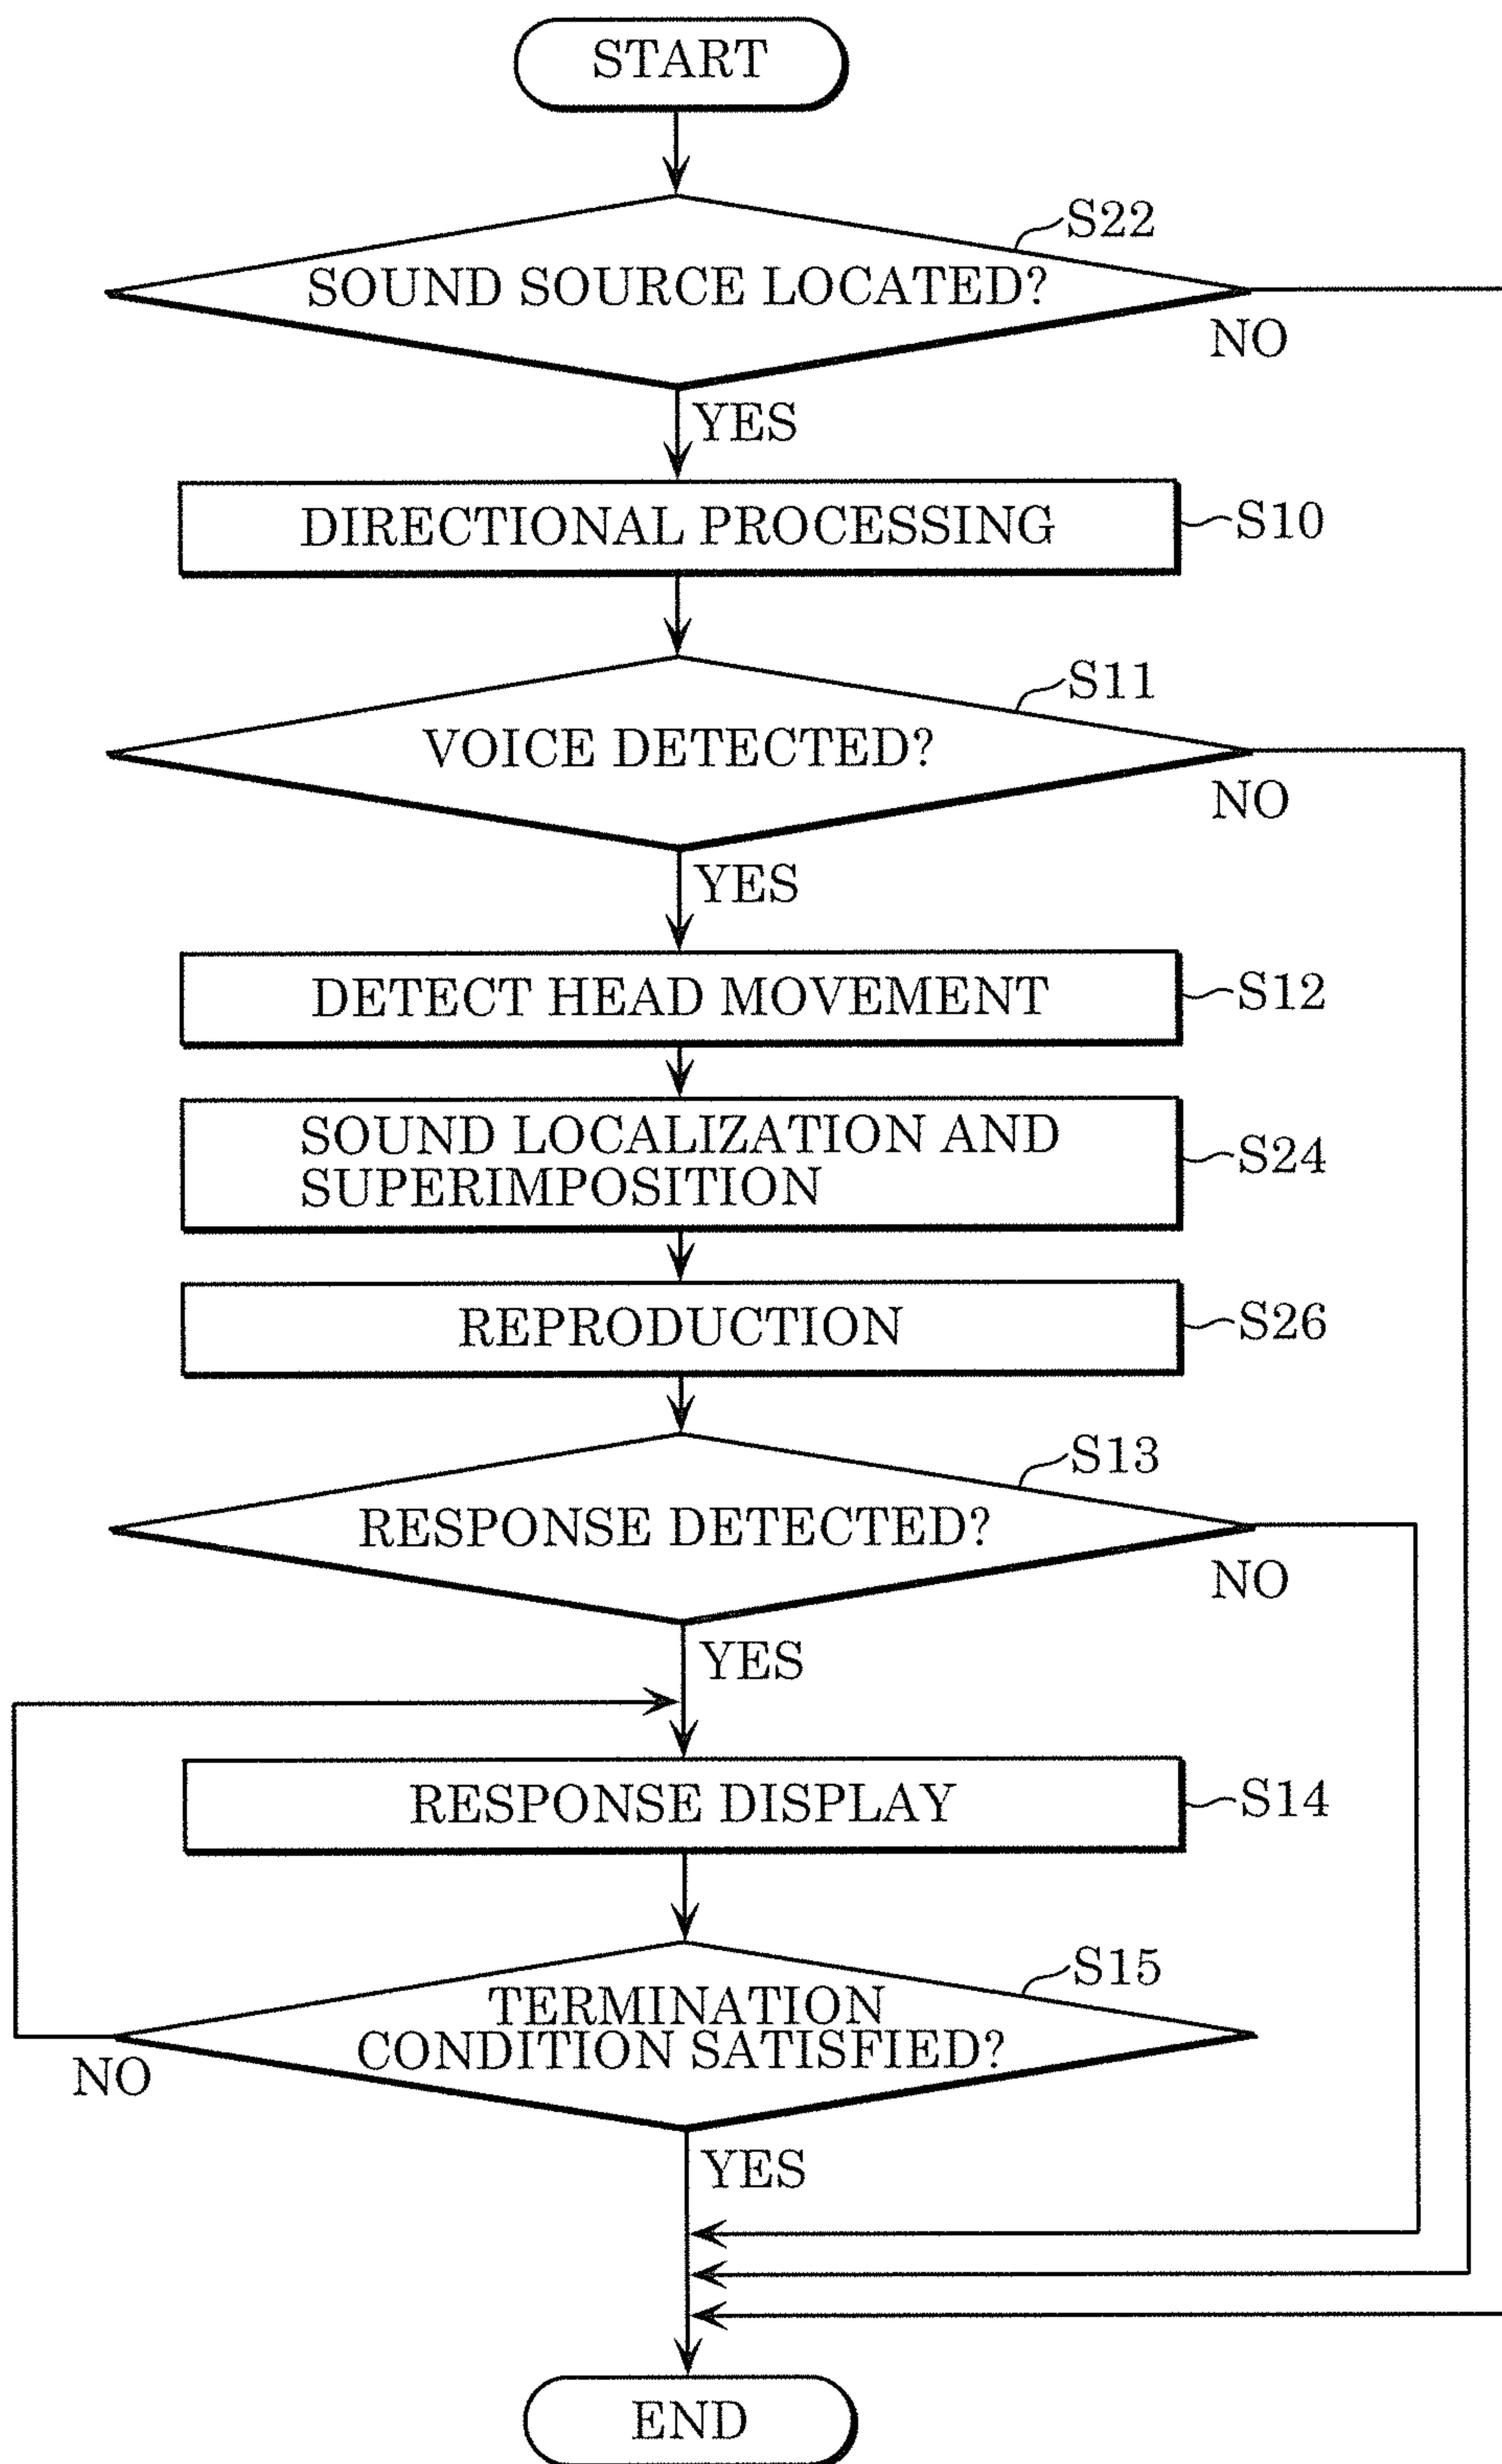 START
S22
SOUND SOURCE LOCATED?
NO
YES
DIRECTIONAL PROCESSING
S10
S11
VOICE DETECTED?
NO
YES
DETECT HEAD MOVEMENT
S12
SOUND LOCALIZATION AND
SUPERIMPOSITION
S24
REPRODUCTION
S26
S13
RESPONSE DETECTED?
NO
YES
RESPONSE DISPLAY
S14
S15
TERMINATION
CONDITION SATISFIED?
NO
YES
END